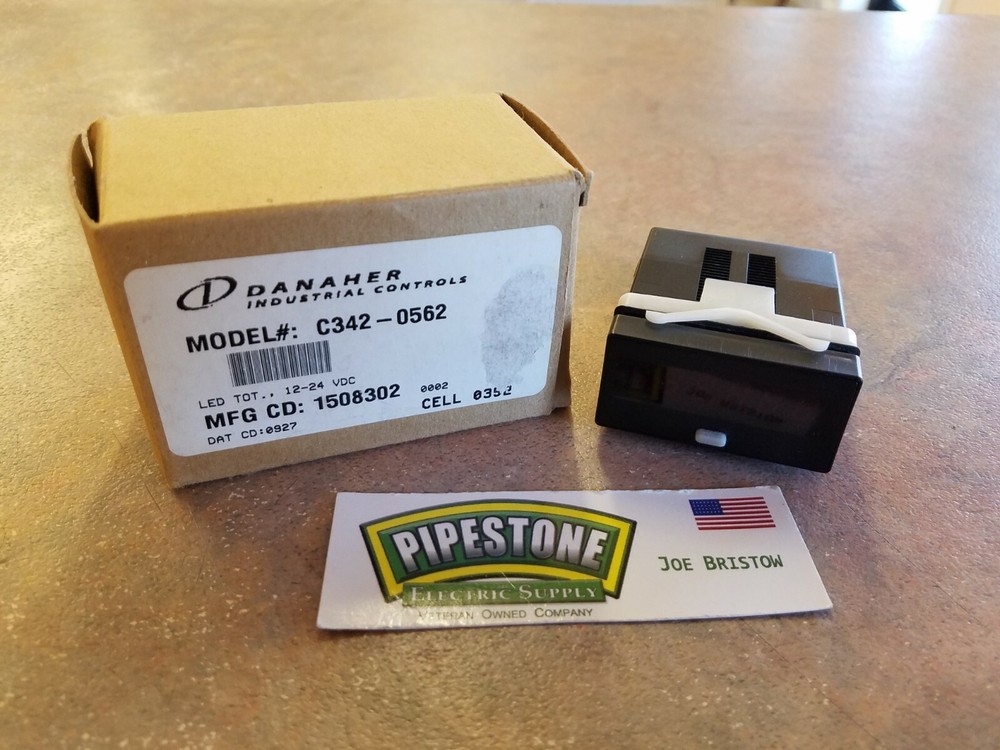 DANAHER
INDUSTRIAL CONTROLS
MODEL#: C342-0562
LED TOT., 12-24 VDC
MFG CD: 1508302
0002
CELL 0352
DAT CD:0927
PIPESTONE
ELECTRIC SUPPLY
VETERAN OWNED COMPANY
JOE BRISTOW